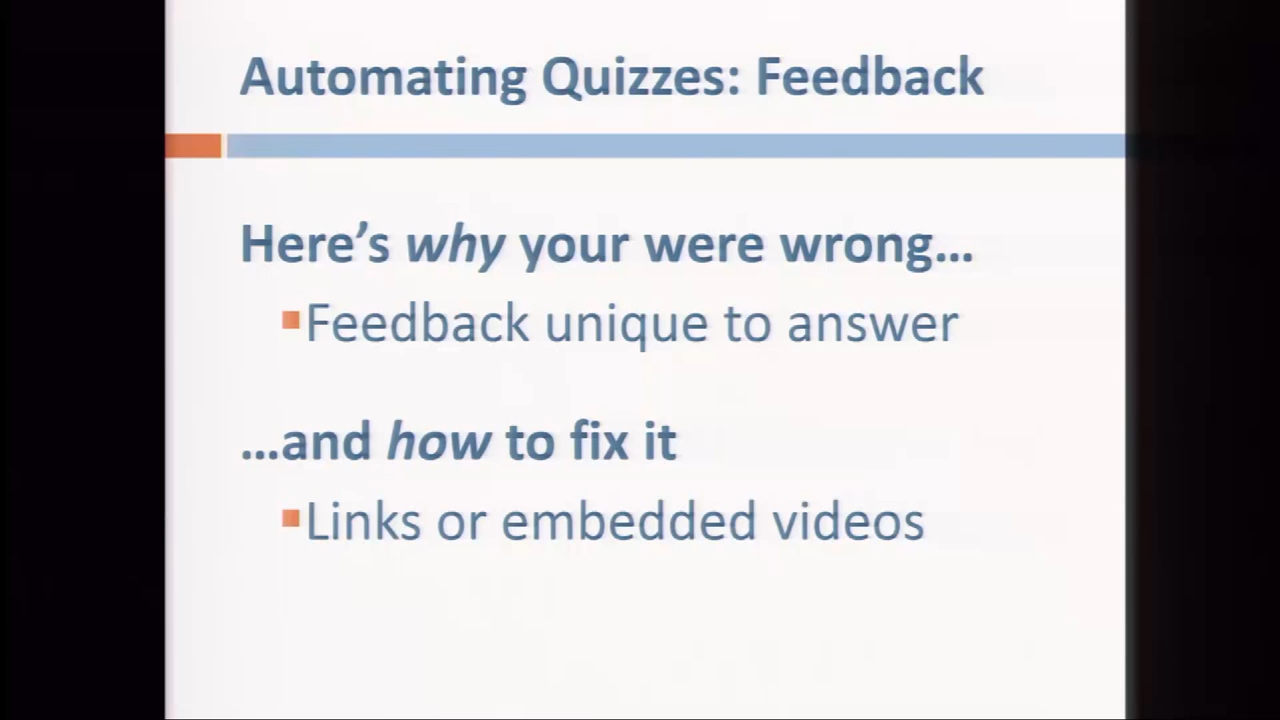 Automating Quizzes: Feedback
Here's why your were wrong...
Feedback unique to answer
...and how to fix it
Links or embedded videos